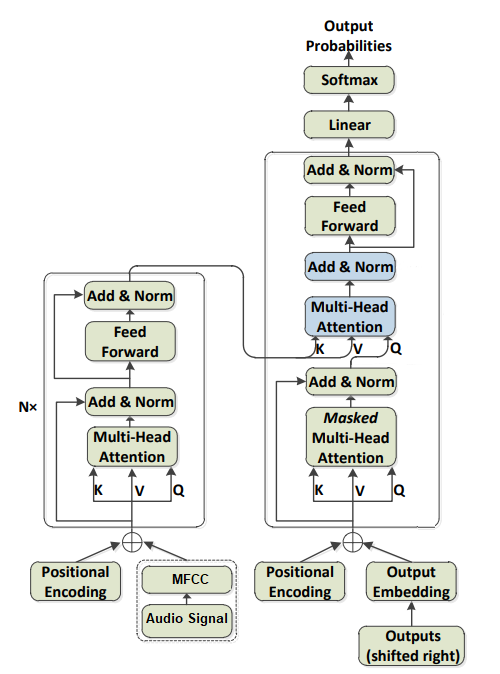 Output
Probabilities
Softmax
Linear
Add & Norm
Feed
Forward
Add & Norm
Multi-Head
Attention
K
V
Q
Add & Norm
Masked
Multi-Head
Attention
K
V
Q
Positional
Encoding
Output
Embedding
Outputs
(shifted right)
Add & Norm
Feed
Forward
N×
Add & Norm
Multi-Head
Attention
K
V
Q
Positional
Encoding
MFCC
Audio Signal